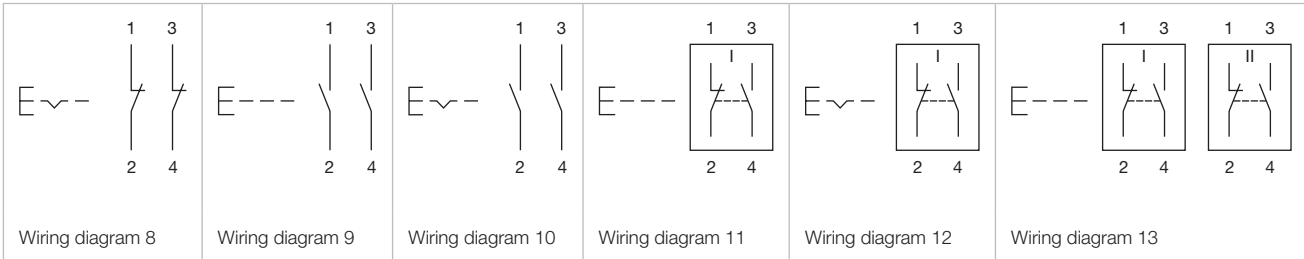 1 3 1 3 1 3 1 3 1 3 1 3 1 3
I I I II
2 4 2 4 2 4 2 4 2 4 2 4 2 4
Wiring diagram 8 Wiring diagram 9 Wiring diagram 10 Wiring diagram 11 Wiring diagram 12 Wiring diagram 13